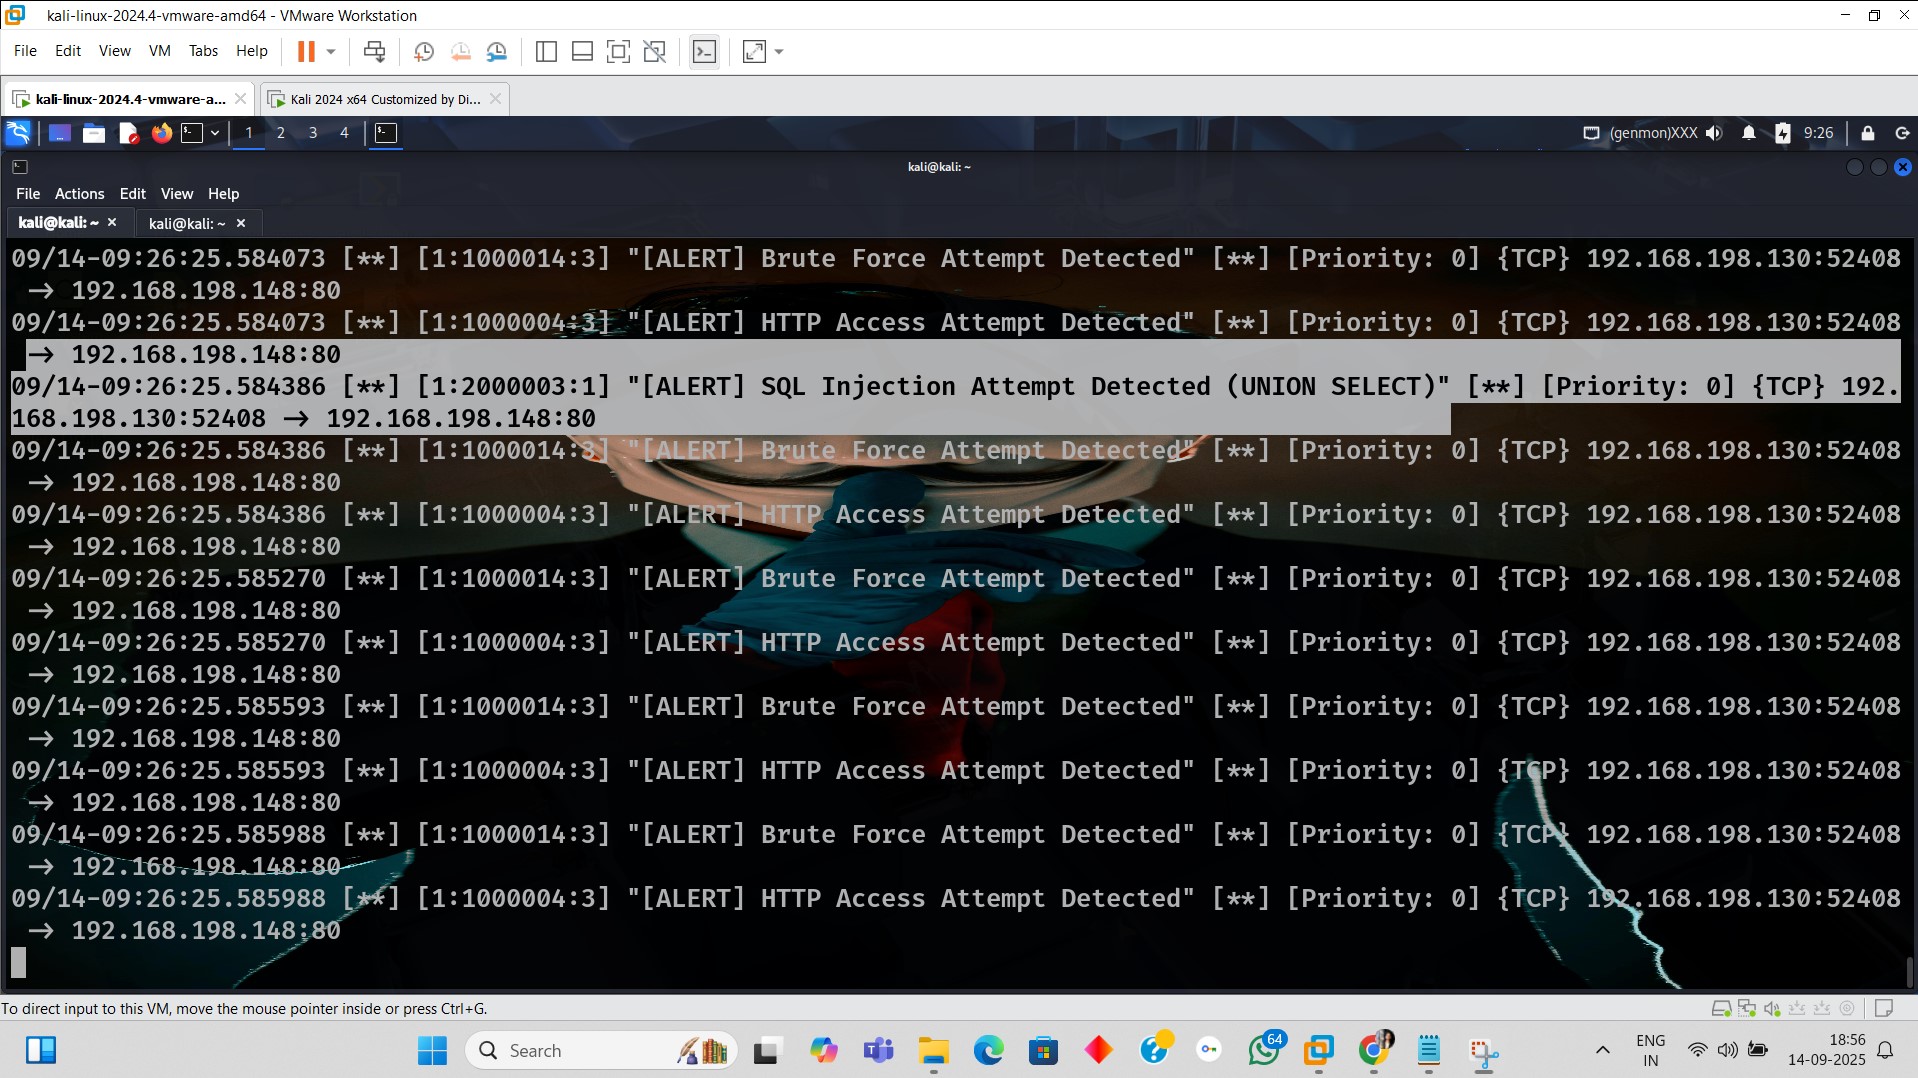 kali-linux-2024.4-vmware-amd64 - VMware Workstation
File Edit View VM Tabs Help
kali-linux-2024.4-vmware-a... Kali 2024 x64 Customized by Di...
1 2 3 4 (genmon)XXX 9:26
kali@kali: ~
File Actions Edit View Help
kali@kali: ~ kali@kali: ~
09/14-09:26:25.584073 [**] [1:1000014:3] "[ALERT] Brute Force Attempt Detected" [**] [Priority: 0] {TCP} 192.168.198.130:52408
→ 192.168.198.148:80
09/14-09:26:25.584073 [**] [1:1000004:3] "[ALERT] HTTP Access Attempt Detected" [**] [Priority: 0] {TCP} 192.168.198.130:52408
→ 192.168.198.148:80
09/14-09:26:25.584386 [**] [1:2000003:1] "[ALERT] SQL Injection Attempt Detected (UNION SELECT)" [**] [Priority: 0] {TCP} 192.
168.198.130:52408 → 192.168.198.148:80
09/14-09:26:25.584386 [**] [1:1000014:3] "[ALERT] Brute Force Attempt Detected" [**] [Priority: 0] {TCP} 192.168.198.130:52408
→ 192.168.198.148:80
09/14-09:26:25.584386 [**] [1:1000004:3] "[ALERT] HTTP Access Attempt Detected" [**] [Priority: 0] {TCP} 192.168.198.130:52408
→ 192.168.198.148:80
09/14-09:26:25.585270 [**] [1:1000014:3] "[ALERT] Brute Force Attempt Detected" [**] [Priority: 0] {TCP} 192.168.198.130:52408
→ 192.168.198.148:80
09/14-09:26:25.585270 [**] [1:1000004:3] "[ALERT] HTTP Access Attempt Detected" [**] [Priority: 0] {TCP} 192.168.198.130:52408
→ 192.168.198.148:80
09/14-09:26:25.585593 [**] [1:1000014:3] "[ALERT] Brute Force Attempt Detected" [**] [Priority: 0] {TCP} 192.168.198.130:52408
→ 192.168.198.148:80
09/14-09:26:25.585593 [**] [1:1000004:3] "[ALERT] HTTP Access Attempt Detected" [**] [Priority: 0] {TCP} 192.168.198.130:52408
→ 192.168.198.148:80
09/14-09:26:25.585988 [**] [1:1000014:3] "[ALERT] Brute Force Attempt Detected" [**] [Priority: 0] {TCP} 192.168.198.130:52408
→ 192.168.198.148:80
09/14-09:26:25.585988 [**] [1:1000004:3] "[ALERT] HTTP Access Attempt Detected" [**] [Priority: 0] {TCP} 192.168.198.130:52408
→ 192.168.198.148:80
To direct input to this VM, move the mouse pointer inside or press Ctrl+G.
Search 64 ENG 18:56
IN 14-09-2025